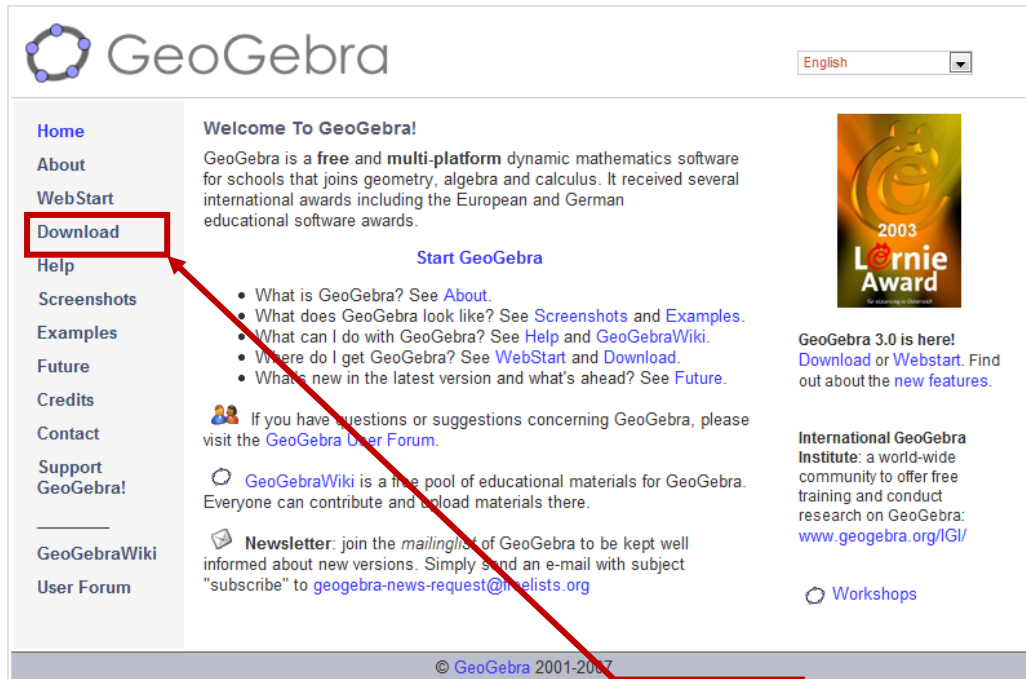 GeoGebra
English
Home
About
WebStart
Download
Help
Screenshots
Examples
Future
Credits
Contact
Support
GeoGebra!
GeoGebraWiki
User Forum
Welcome To GeoGebra!
GeoGebra is a free and multi-platform dynamic mathematics software
for schools that joins geometry, algebra and calculus. It received several
international awards including the European and German
educational software awards.
Start GeoGebra
What is GeoGebra? See About.
What does GeoGebra look like? See Screenshots and Examples.
What can I do with GeoGebra? See Help and GeoGebraWiki.
Where do I get GeoGebra? See WebStart and Download.
What's new in the latest version and what's ahead? See Future.
If you have questions or suggestions concerning GeoGebra, please
visit the GeoGebra User Forum.
GeoGebraWiki is a free pool of educational materials for GeoGebra.
Everyone can contribute and upload materials there.
Newsletter: join the mailinglist of GeoGebra to be kept well
informed about new versions. Simply send an e-mail with subject
"subscribe" to geogebra-news-request@freelists.org
2003
Lërnie
Award
für eLearning in Österreich
GeoGebra 3.0 is here!
Download or Webstart. Find
out about the new features.
International GeoGebra
Institute: a world-wide
community to offer free
training and conduct
research on GeoGebra:
www.geogebra.org/IGI/
Workshops
© GeoGebra 2001-2007